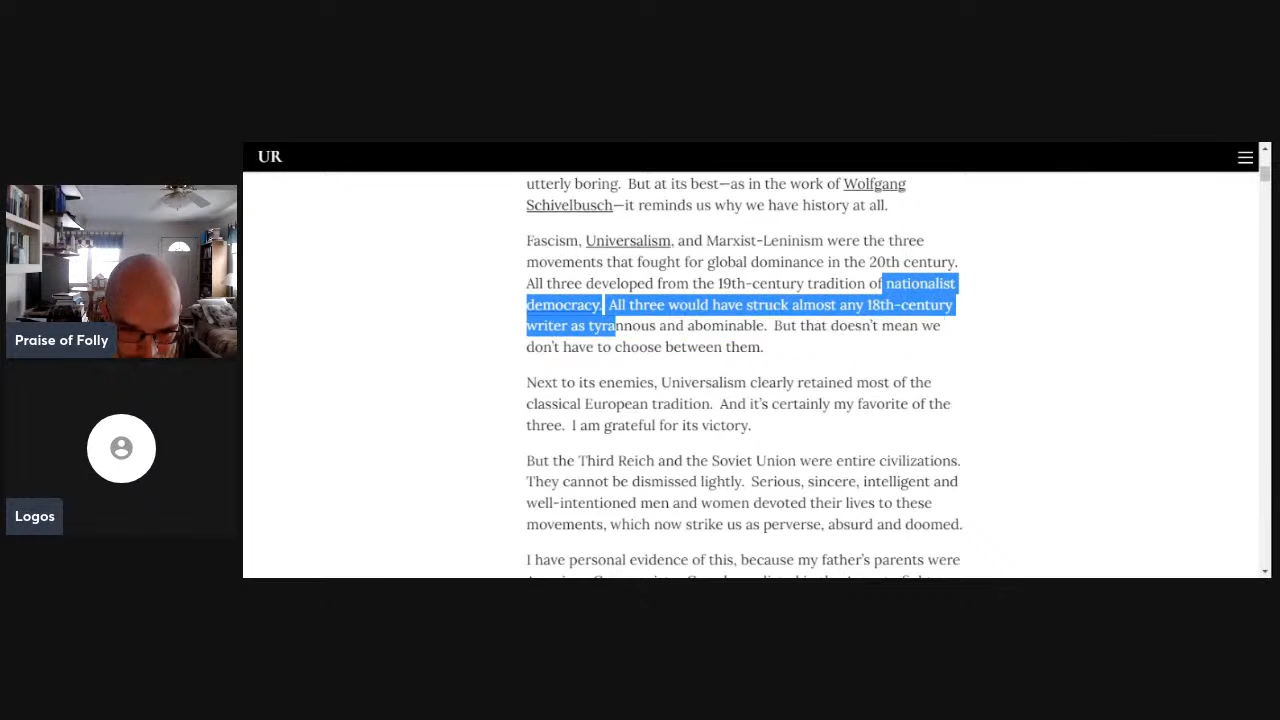 UR
utterly boring. But at its best—as in the work of Wolfgang
Schivelbusch—it reminds us why we have history at all.
Fascism, Universalism, and Marxist-Leninism were the three
movements that fought for global dominance in the 20th century.
All three developed from the 19th-century tradition of nationalist
democracy. All three would have struck almost any 18th-century
writer as tyrannous and abominable. But that doesn't mean we
don't have to choose between them.
Next to its enemies, Universalism clearly retained most of the
classical European tradition. And it's certainly my favorite of the
three. I am grateful for its victory.
But the Third Reich and the Soviet Union were entire civilizations.
They cannot be dismissed lightly. Serious, sincere, intelligent and
well-intentioned men and women devoted their lives to these
movements, which now strike us as perverse, absurd and doomed.
I have personal evidence of this, because my father's parents were
Praise of Folly
Logos